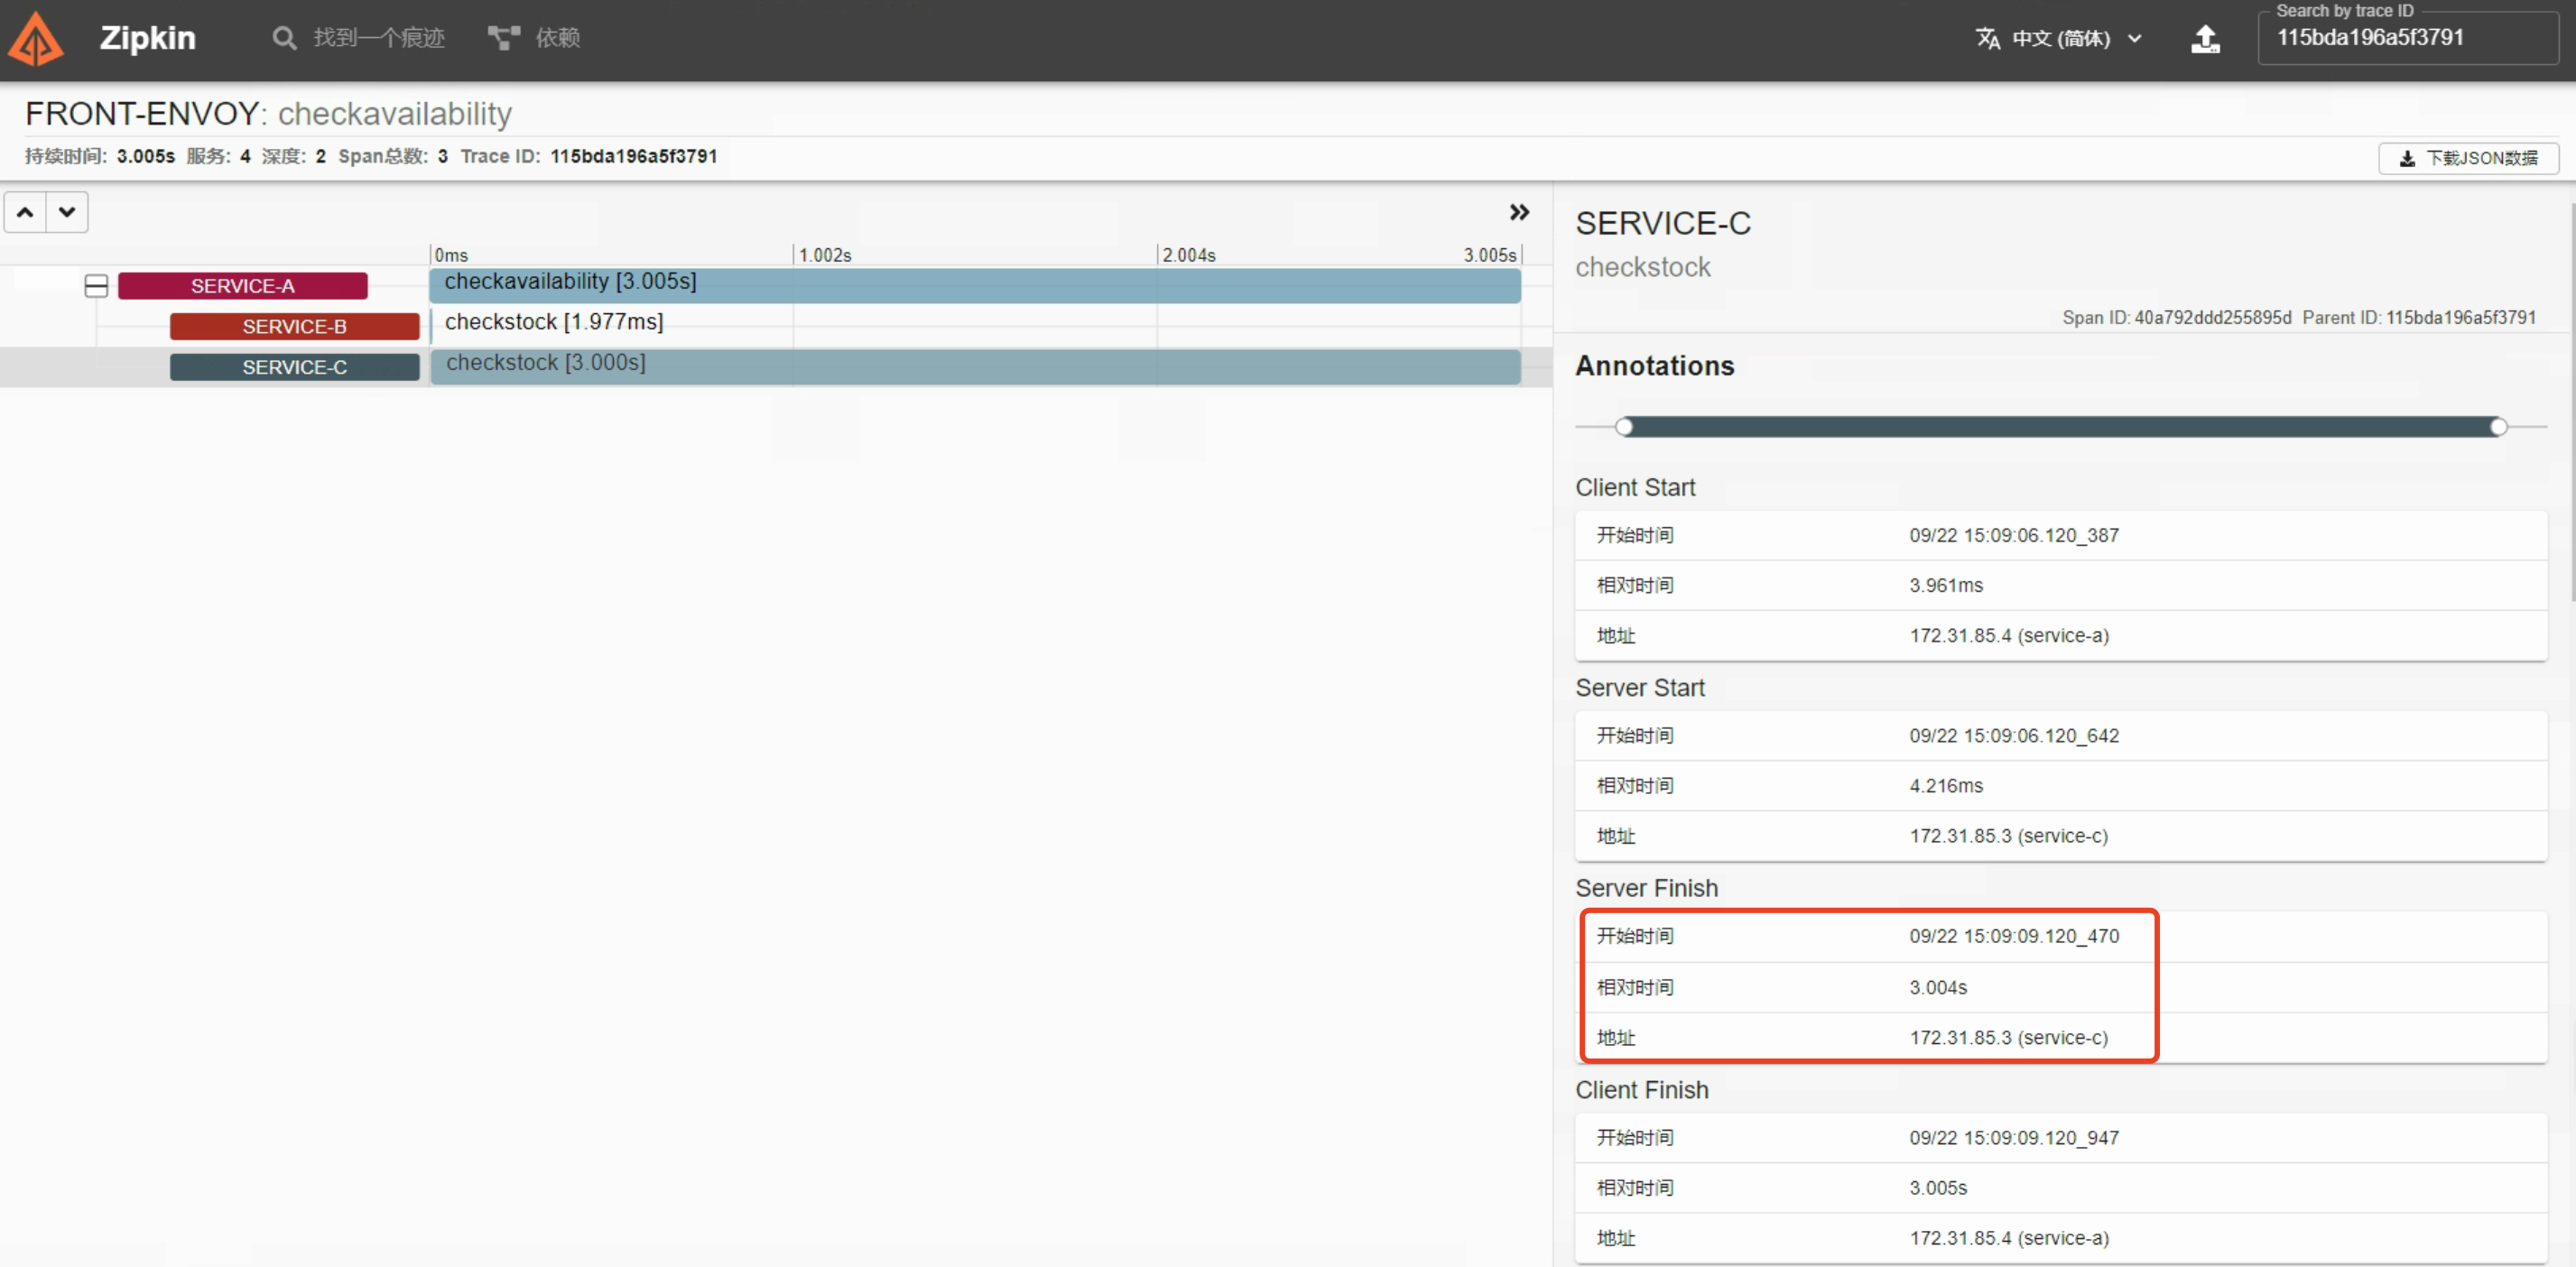 Zipkin 找到一个痕迹 依赖 中文 (简体) Search by trace ID 115bda196a5f3791
FRONT-ENVOY: checkavailability
持续时间: 3.005s 服务: 4 深度: 2 Span总数: 3 Trace ID: 115bda196a5f3791 下载JSON数据
0ms 1.002s 2.004s 3.005s
SERVICE-A checkavailability [3.005s]
SERVICE-B checkstock [1.977ms]
SERVICE-C checkstock [3.000s]
SERVICE-C
checkstock
Span ID: 40a792ddd255895d Parent ID: 115bda196a5f3791
Annotations
Client Start
开始时间 09/22 15:09:06.120_387
相对时间 3.961ms
地址 172.31.85.4 (service-a)
Server Start
开始时间 09/22 15:09:06.120_642
相对时间 4.216ms
地址 172.31.85.3 (service-c)
Server Finish
开始时间 09/22 15:09:09.120_470
相对时间 3.004s
地址 172.31.85.3 (service-c)
Client Finish
开始时间 09/22 15:09:09.120_947
相对时间 3.005s
地址 172.31.85.4 (service-a)